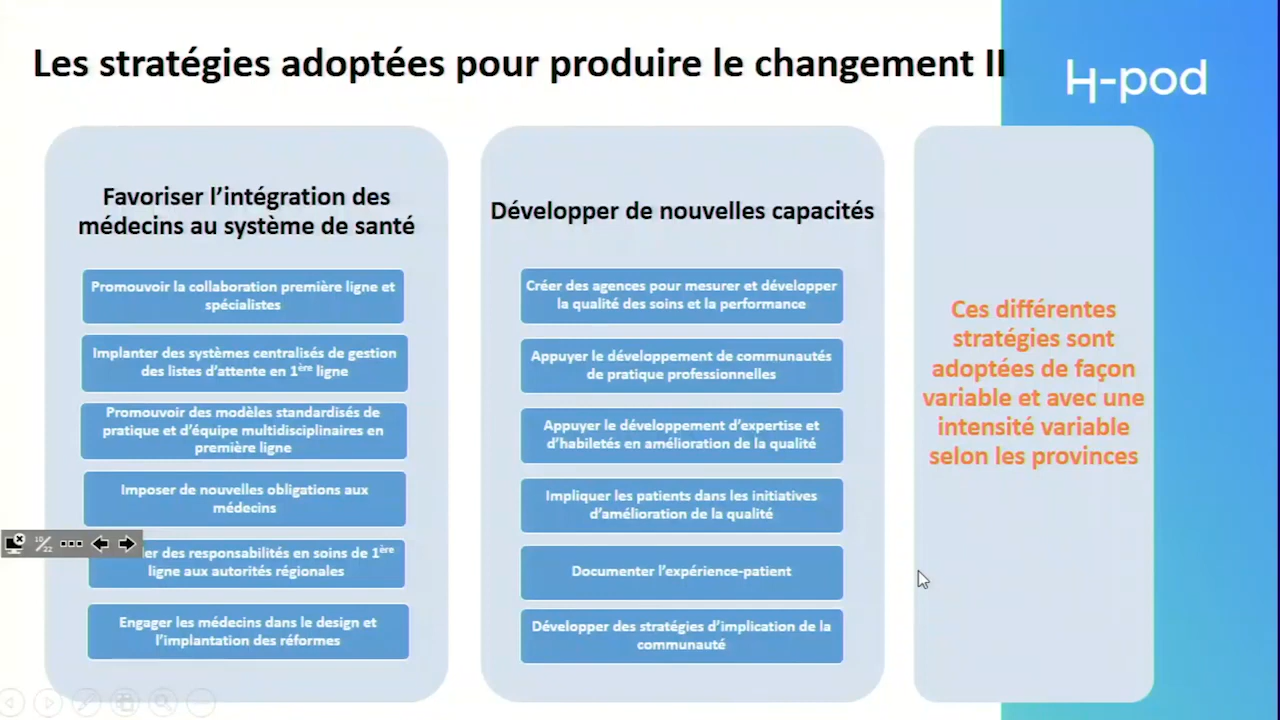 Les stratégies adoptées pour produire le changement II
H-pod
Favoriser l'intégration des
médecins au système de santé
Promouvoir la collaboration première ligne et
spécialistes
Implanter des systèmes centralisés de gestion
des listes d'attente en 1ère ligne
Promouvoir des modèles standardisés de
pratique et d'équipe multidisciplinaires en
première ligne
Imposer de nouvelles obligations aux
médecins
des responsabilités en soins de 1ère
ligne aux autorités régionales
Engager les médecins dans le design et
l'implantation des réformes
Développer de nouvelles capacités
Créer des agences pour mesurer et développer
la qualité des soins et la performance
Appuyer le développement de communautés
de pratique professionnelles
Appuyer le développement d'expertise et
d'habiletés en amélioration de la qualité
Impliquer les patients dans les initiatives
d'amélioration de la qualité
Documenter l'expérience-patient
Développer des stratégies d'implication de la
communauté
Ces différentes
stratégies sont
adoptées de façon
variable et avec une
intensité variable
selon les provinces
10/22